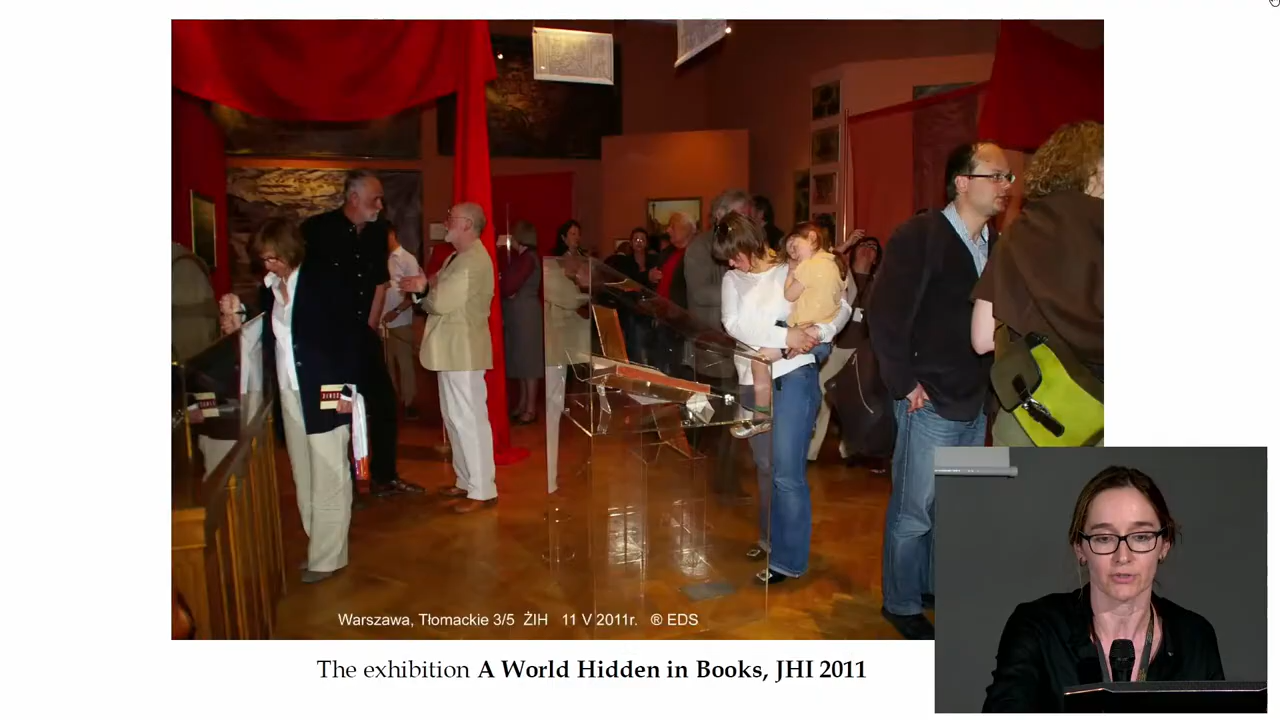 Warszawa, Tłomackie 3/5 ŻIH 11 V 2011r. ® EDS
The exhibition A World Hidden in Books, JHI 2011